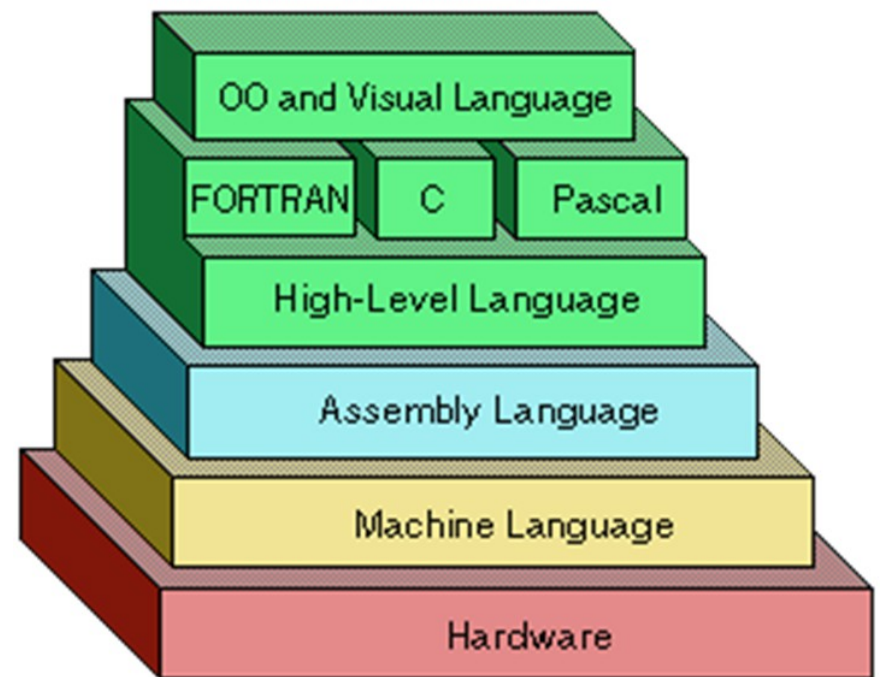 OO and Visual Language
FORTRAN C Pascal
High-Level Language
Assembly Language
Machine Language
Hardware